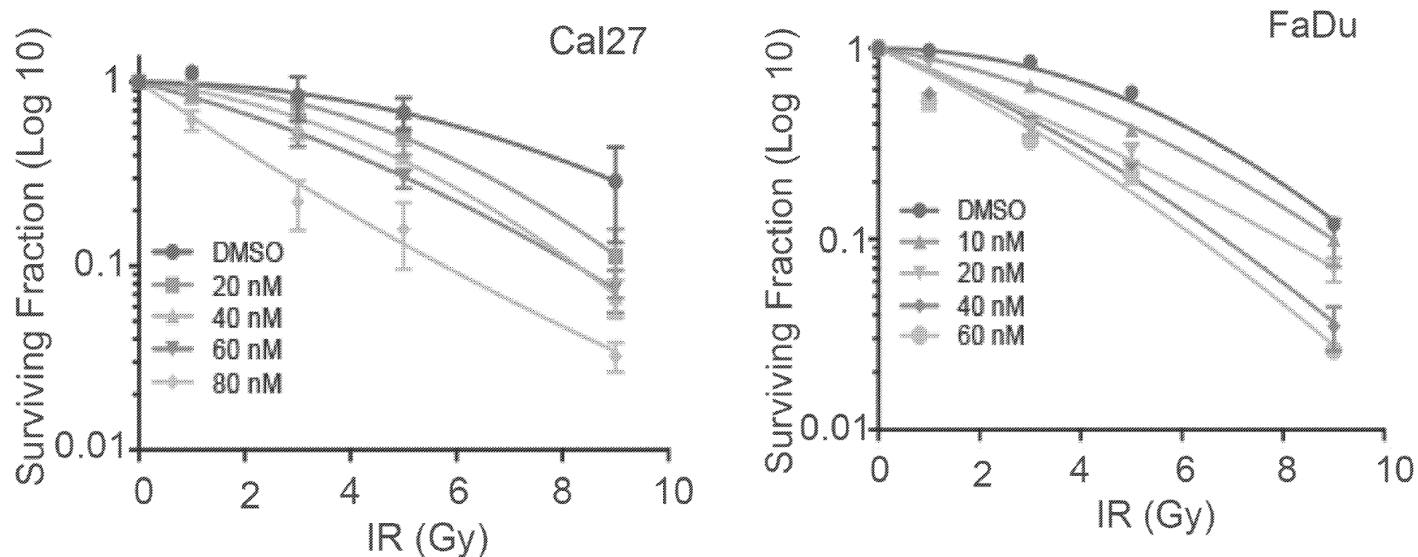 Cal27
Surviving Fraction (Log 10)
1
0.1
0.01
DMSO
20 nM
40 nM
60 nM
80 nM
0 2 4 6 8 10
IR (Gy)
FaDu
Surviving Fraction (Log 10)
1
0.1
0.01
DMSO
10 nM
20 nM
40 nM
60 nM
0 2 4 6 8 10
IR (Gy)